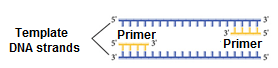 5' 3'
Template
DNA strands
Primer 3' 5'
5' 3' Primer
3' 5'